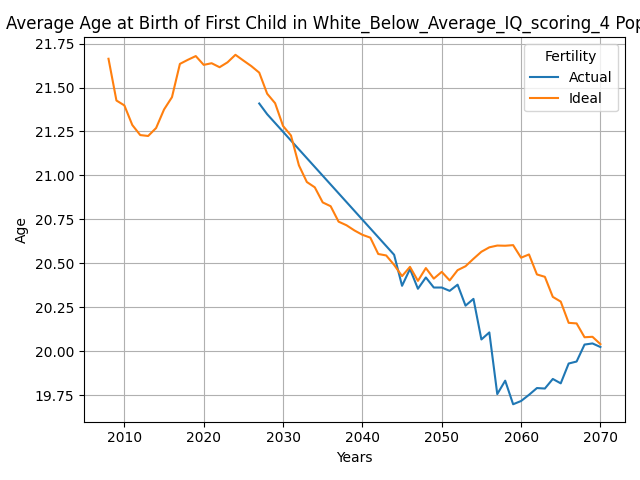 Average Age at Birth of First Child in White_Below_Average_IQ_scoring_4 Pop
21.75
21.50
21.25
21.00
20.75
20.50
20.25
20.00
19.75
Age
Fertility
Actual
Ideal
2010 2020 2030 2040 2050 2060 2070
Years